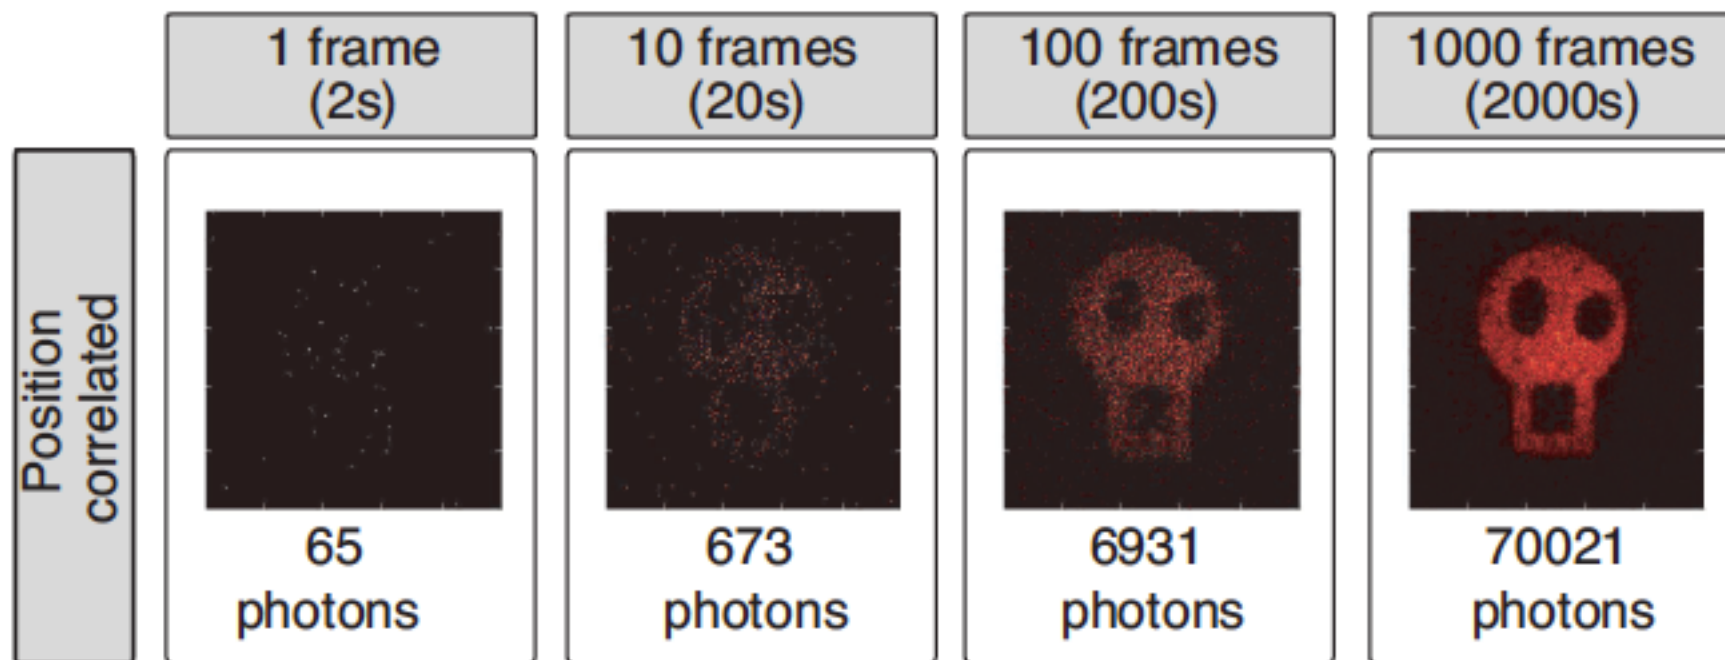 1 frame
(2s)
10 frames
(20s)
100 frames
(200s)
1000 frames
(2000s)
Position
correlated
65
photons
673
photons
6931
photons
70021
photons